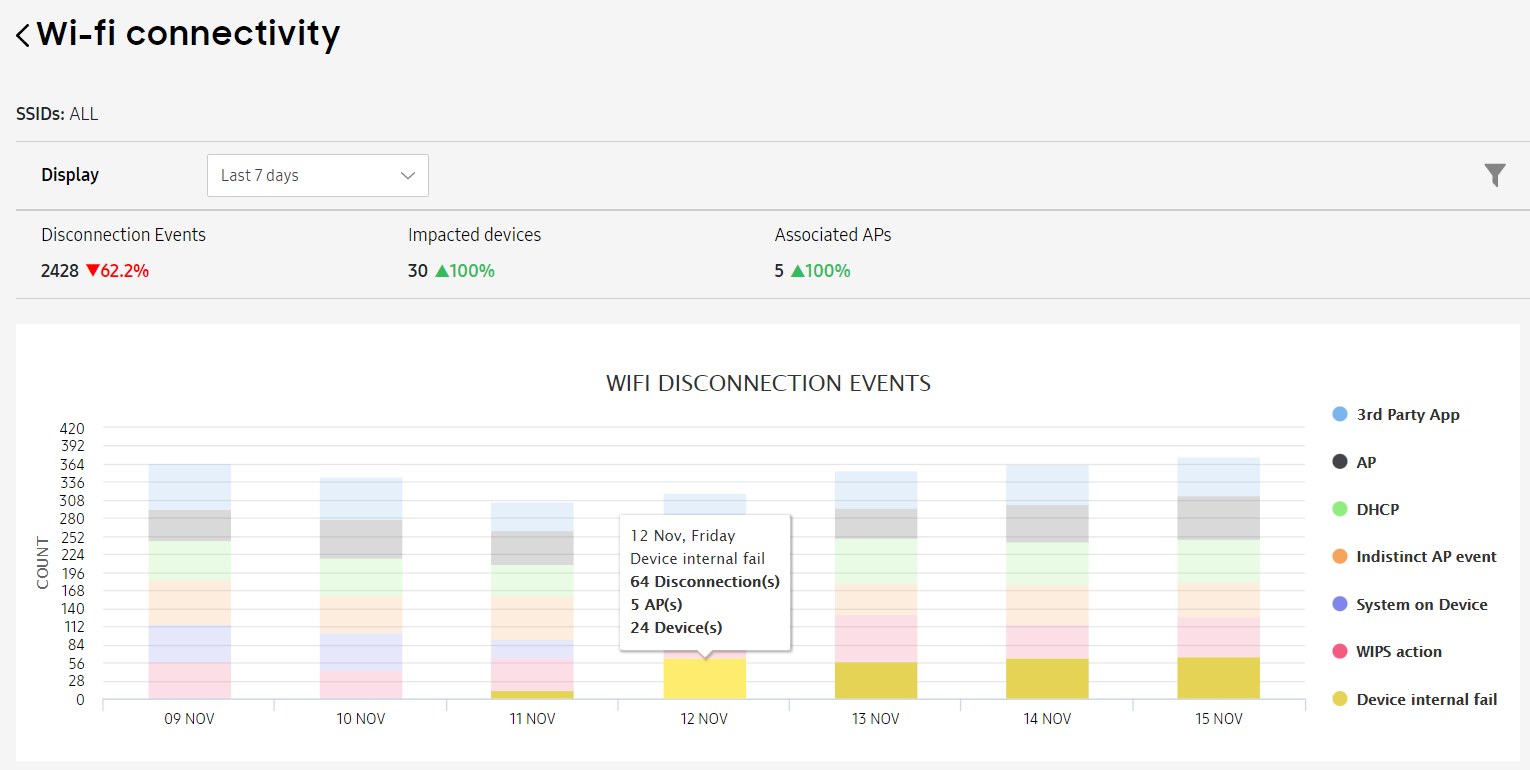 Wi-fi connectivity
SSIDs: ALL
Display
Last 7 days
Disconnection Events
Impacted devices
Associated APs
2428 ▼62.2%
30 ▲100%
5 ▲100%
WIFI DISCONNECTION EVENTS
COUNT
420
392
364
336
308
280
252
224
196
168
140
112
84
56
28
0
12 Nov, Friday
Device internal fail
64 Disconnection(s)
5 AP(s)
24 Device(s)
09 NOV
10 NOV
11 NOV
12 NOV
13 NOV
14 NOV
15 NOV
3rd Party App
AP
DHCP
Indistinct AP event
System on Device
WIPS action
Device internal fail